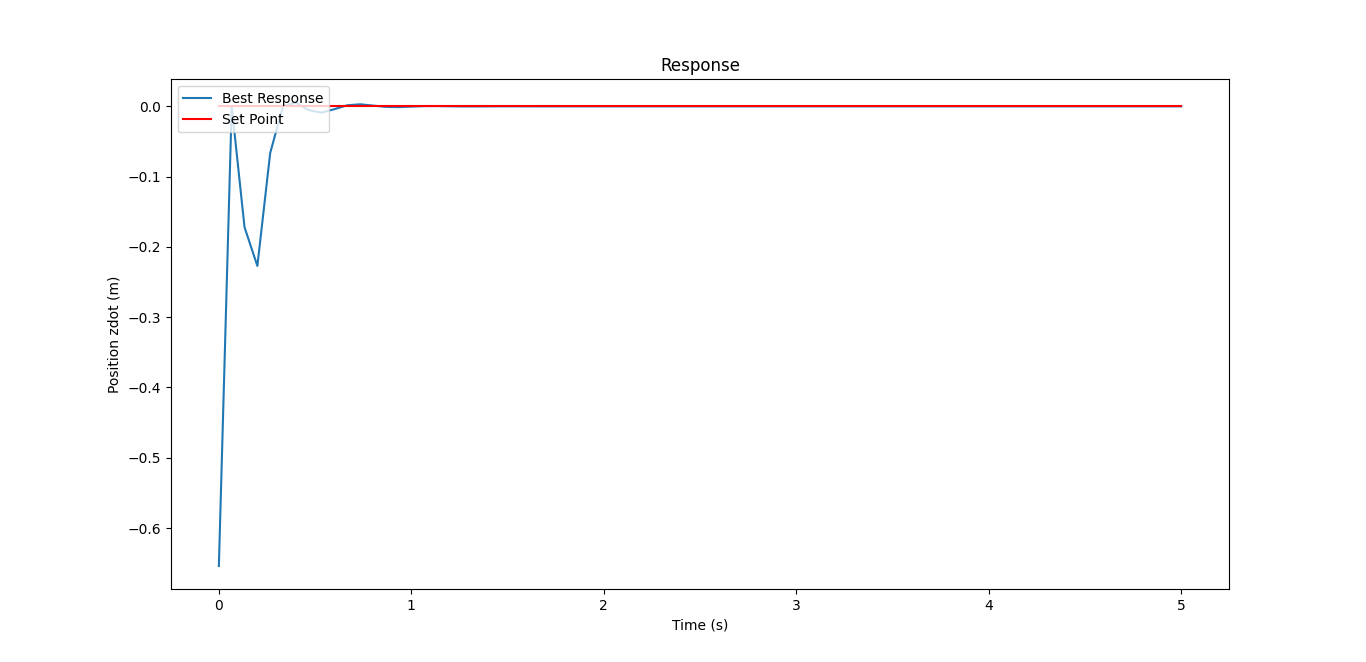 Response
Best Response
Set Point
0.0
−0.1
−0.2
−0.3
−0.4
−0.5
−0.6
Position zdot (m)
0 1 2 3 4 5
Time (s)